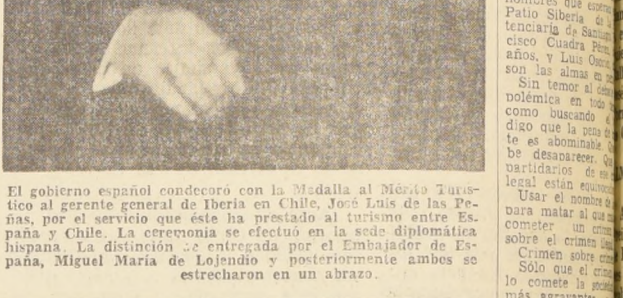 El gobierno español condecoró con la Medalla al Mérito Turís-
tico al gerente general de Iberia en Chile, José Luis de las Pe-
ñas, por el servicio que éste ha prestado al turismo entre Es-
paña y Chile. La ceremonia se efectuó en la sede diplomática
hispana. La distinción entregada por el Embajador de Es-
paña, Miguel María de Lojendio y posteriormente ambos se
estrecharon en un abrazo.
Patio Siberia de
tenciaría de
cisco Cuadra
años, y Luis
son las almas en
Sin temor al
polémica en todo
como buscando
digo que la pena
te es abominable.
be desaparecer.
partidarios de
legal están
Usar el nombre
para matar al que
cometer un
sobre el crimen
Crimen sobre
Sólo que el
lo comete la
más